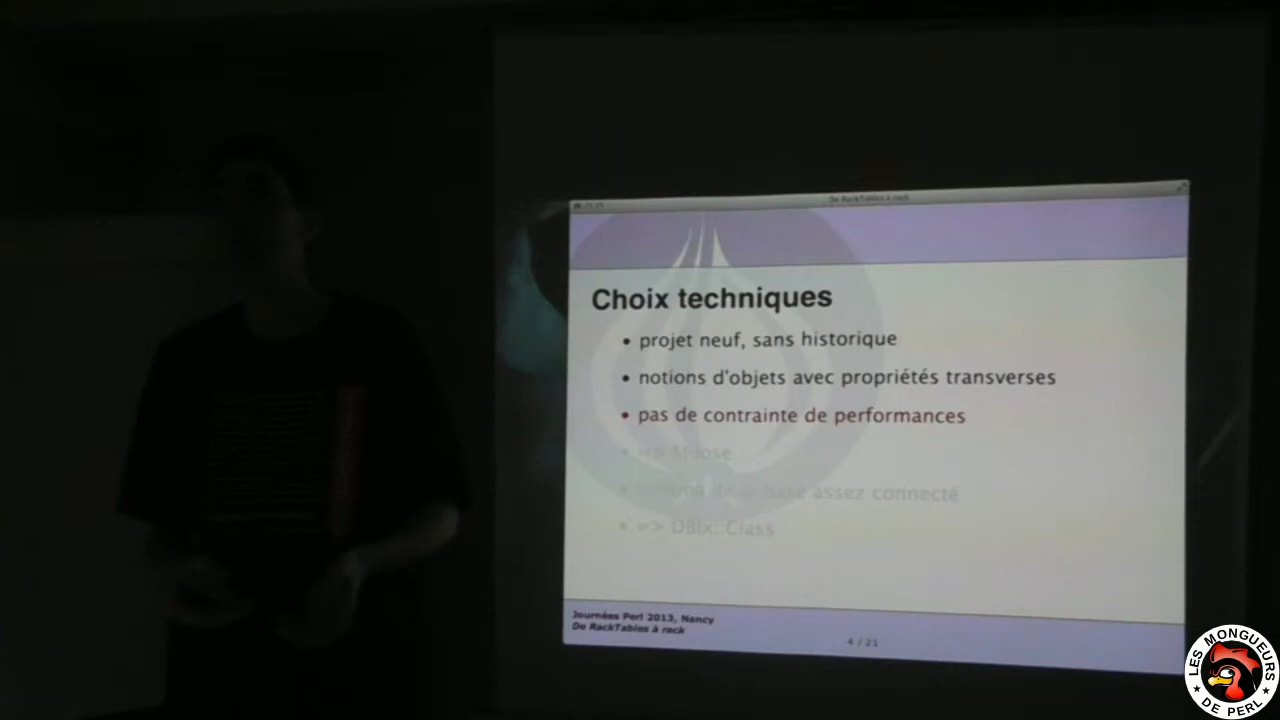 De RackTables à rack
Choix techniques
• projet neuf, sans historique
• notions d'objets avec propriétés transverses
• pas de contrainte de performances
• => Moose
• de la base assez connecté
• => DBIx::Class
Journées Perl 2013, Nancy
De RackTables à rack
4 / 21
LES MONGUEURS
DE PERL